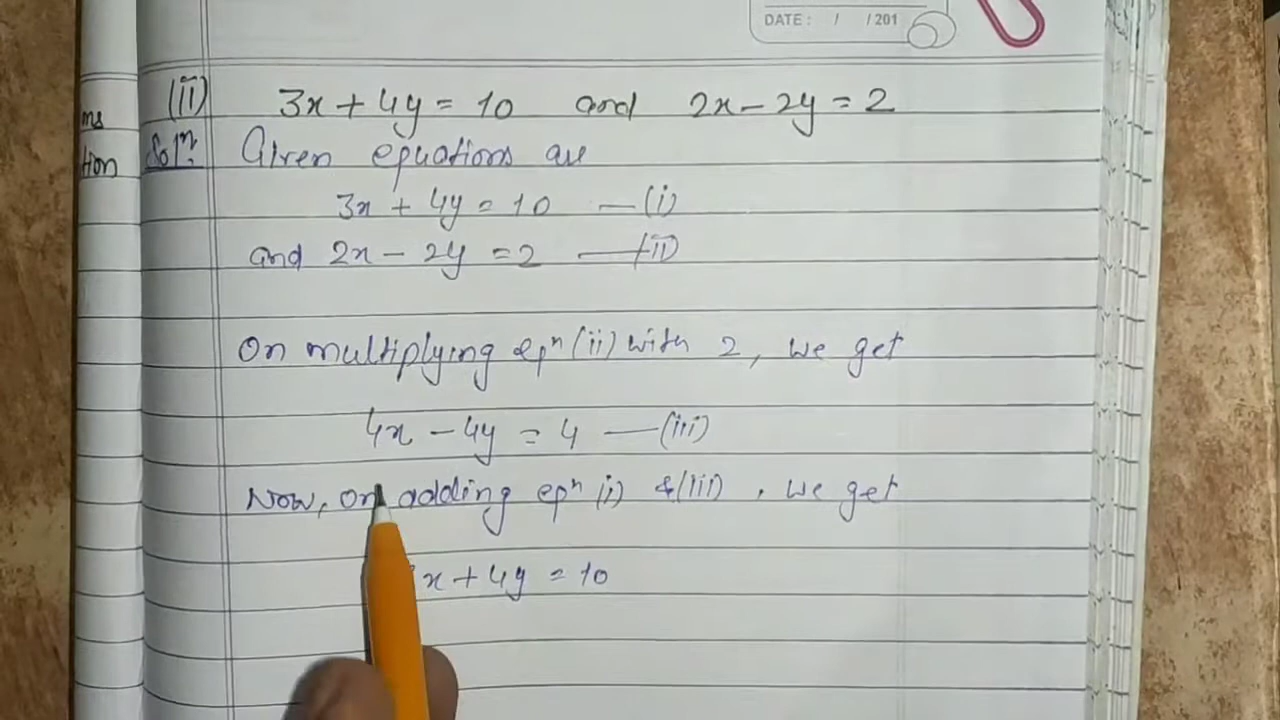 DATE : / / 201
(ii) 3x + 4y = 10 and 2x - 2y = 2
ms
tion
Solⁿ: Given equations are
3x + 4y = 10 —(i)
and 2x - 2y = 2 —(ii)
On multiplying eqⁿ (ii) with 2, we get
4x - 4y = 4 —(iii)
Now, on adding eqⁿ (i) & (iii), we get
x + 4y = 10